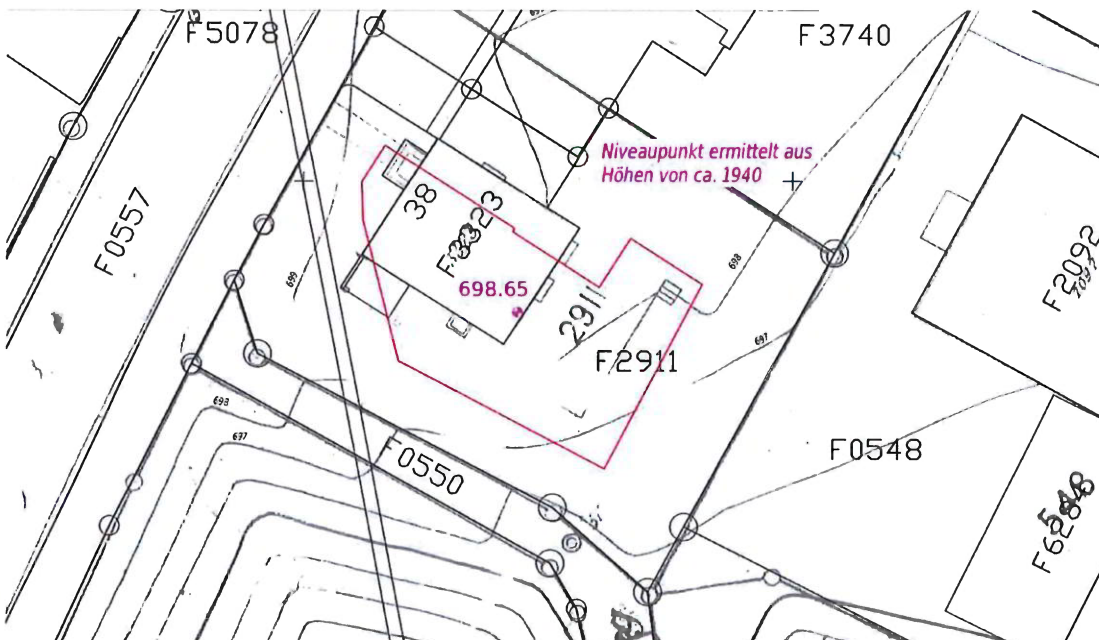 F5078
F3740
Niveaupunkt ermittelt aus
Höhen von ca. 1940
F0557
38
699
698.65
2911
698
697
F2911
F2092
698
697
F0550
F0548